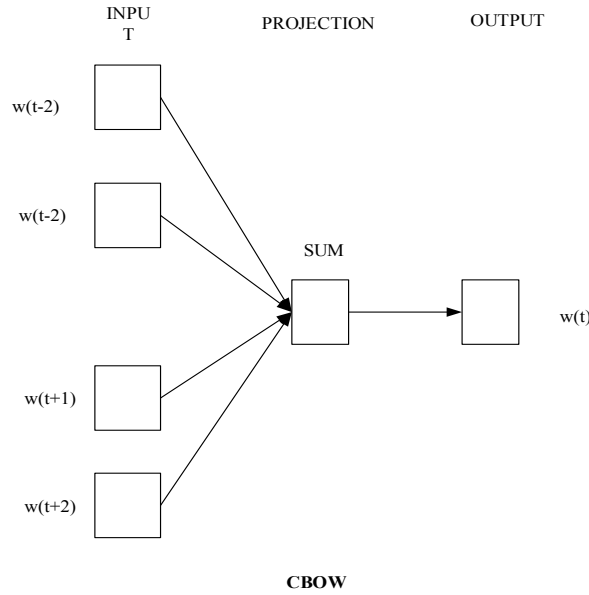 INPU
T
PROJECTION
OUTPUT
w(t-2)
w(t-2)
SUM
w(t)
w(t+1)
w(t+2)
CBOW